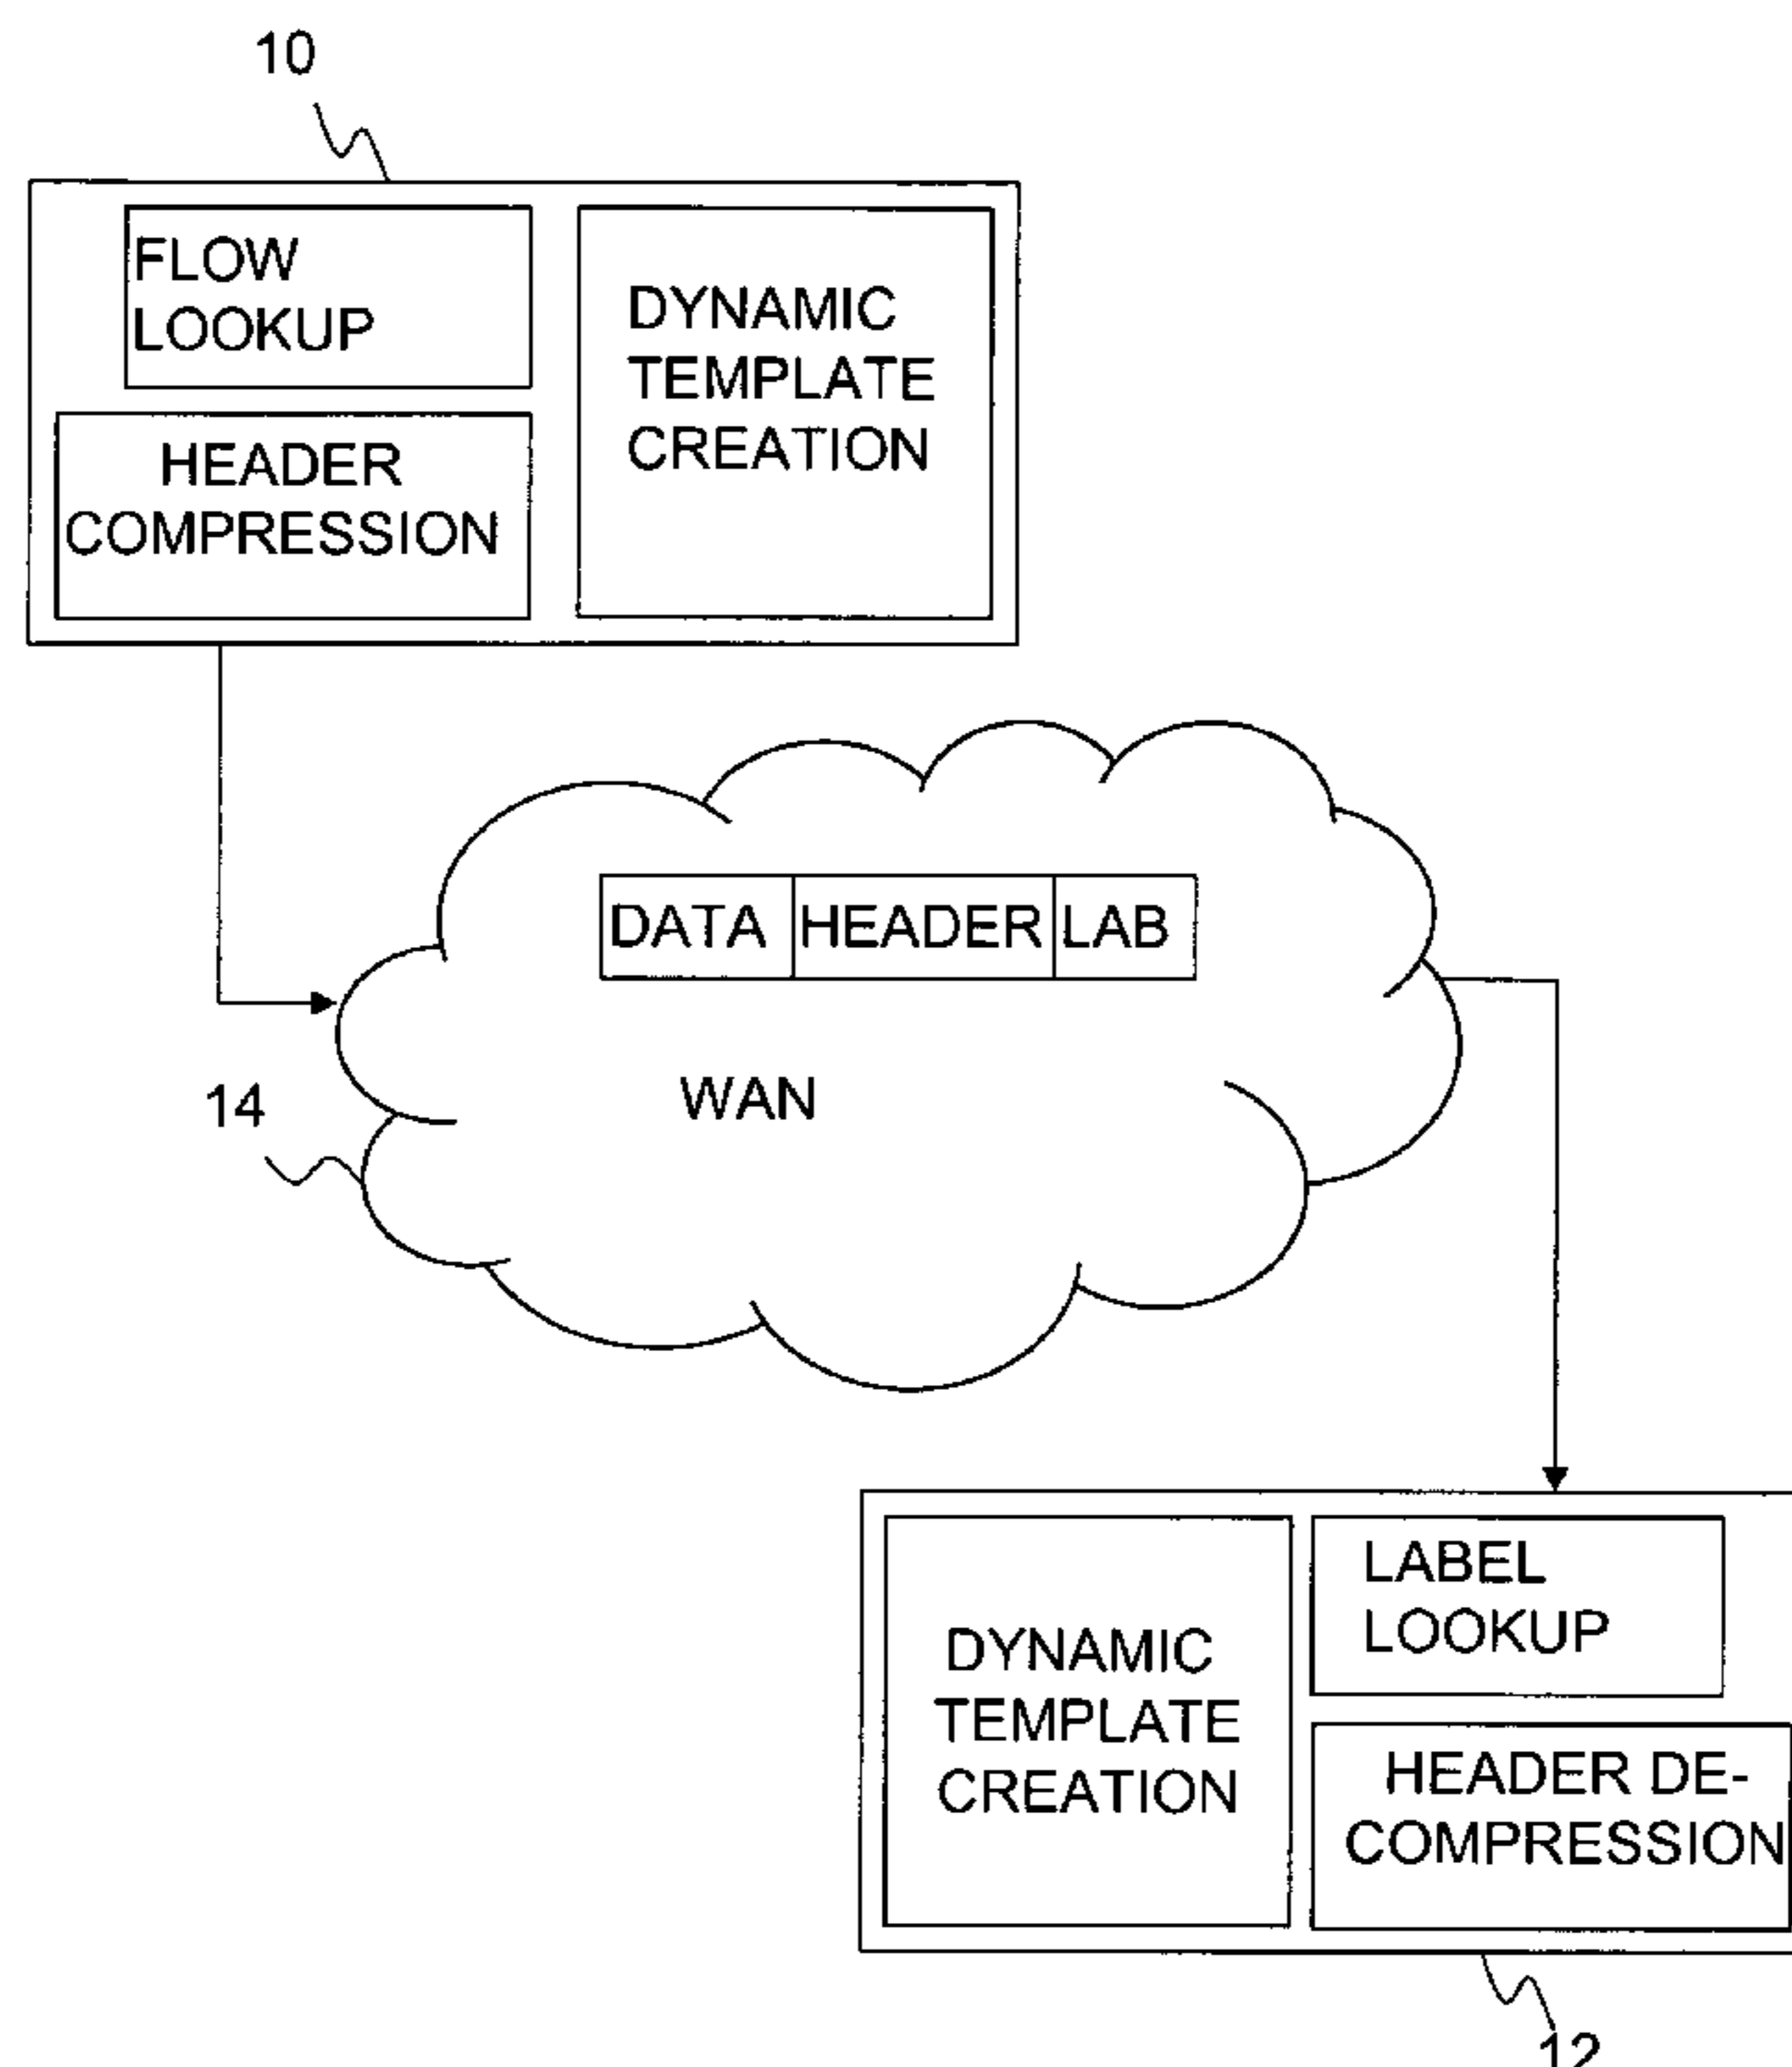 10
FLOW
LOOKUP
HEADER
COMPRESSION
DYNAMIC
TEMPLATE
CREATION
DATA HEADER LAB
WAN
14
DYNAMIC
TEMPLATE
CREATION
LABEL
LOOKUP
HEADER DE-
COMPRESSION
12